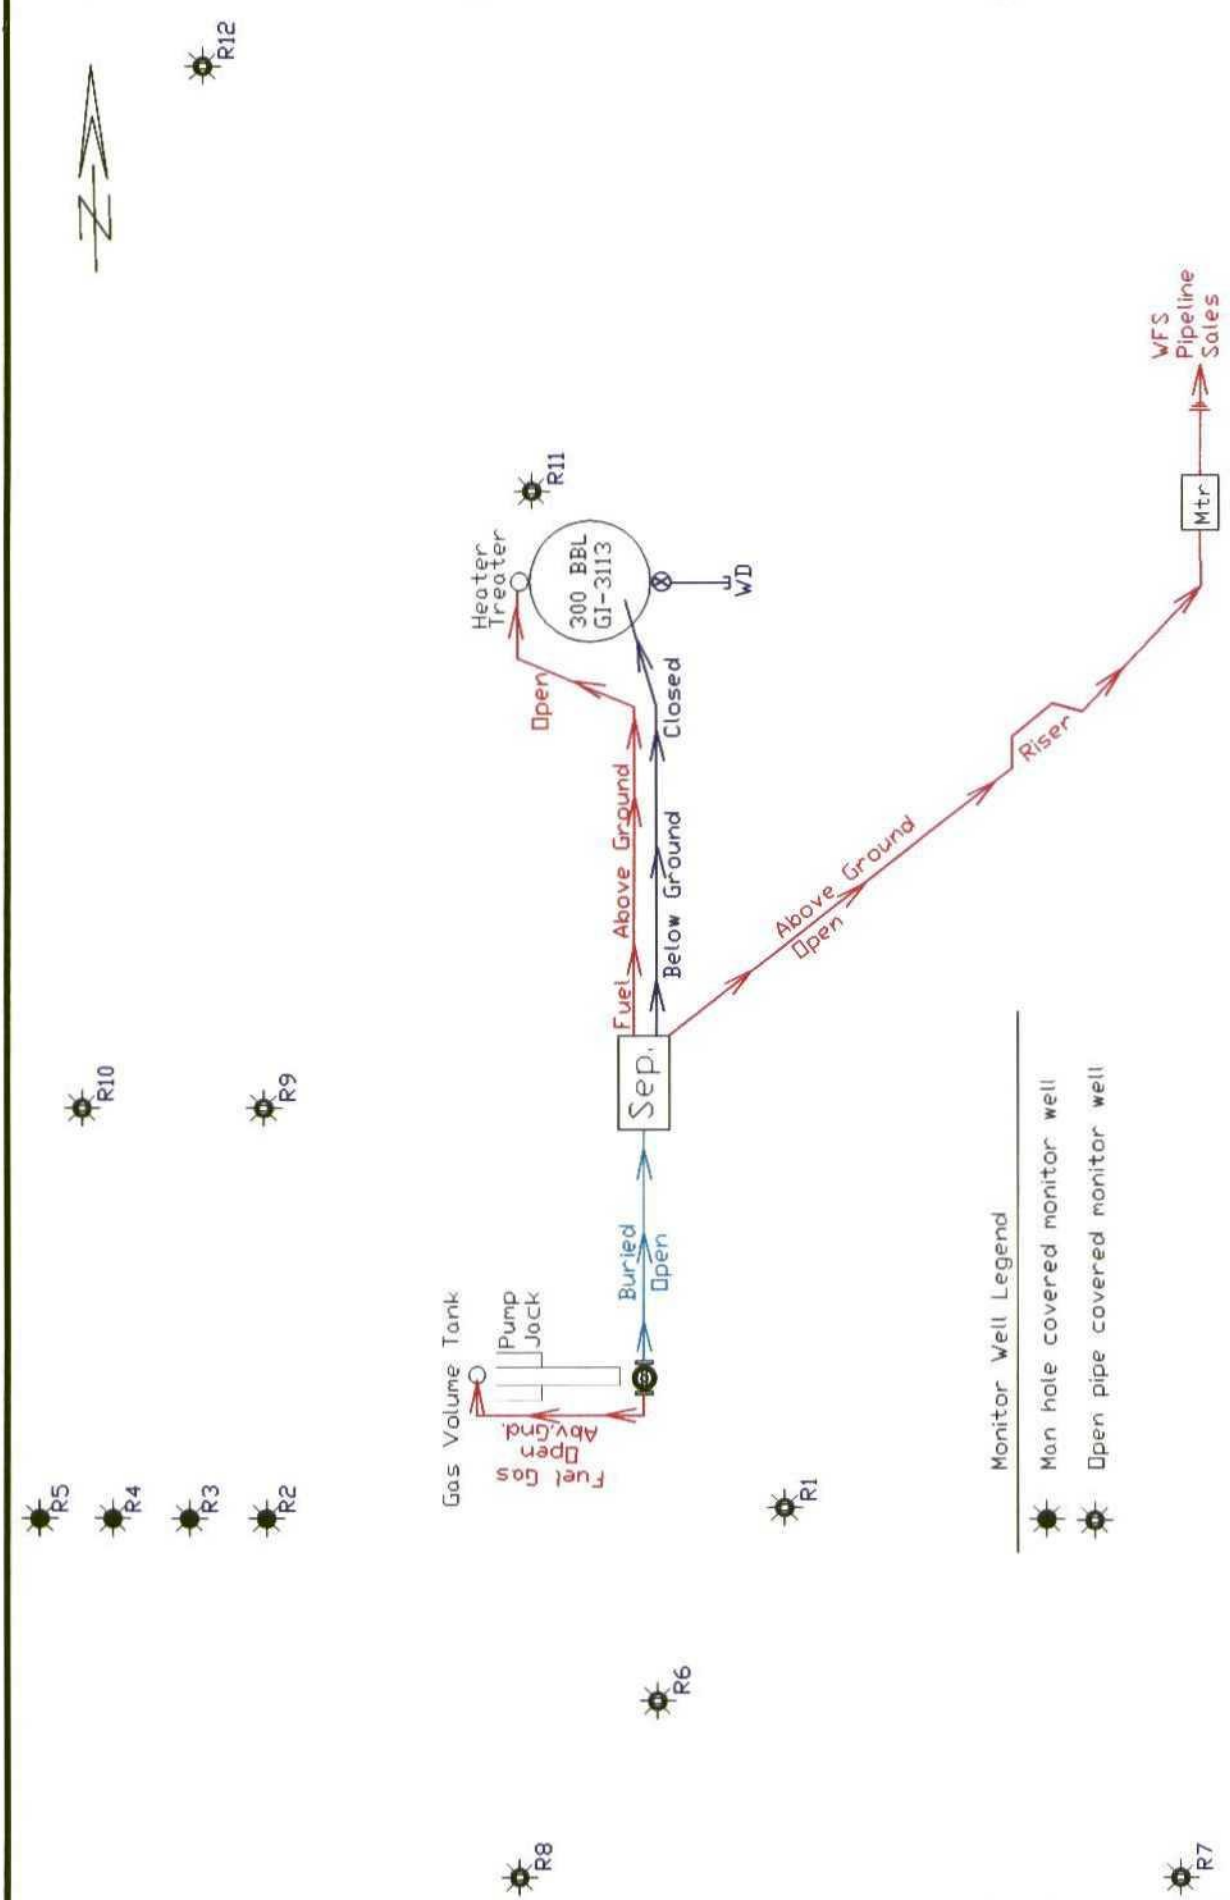 R5
R4
R3
R2
R10
R9
R12
N
Gas Volume Tank
Pump
Jack
Fuel Gas
Open
Abv.Gnd.
Buried
Open
Sep.
Fuel
Above Ground
Open
Below Ground
Closed
Heater
Treater
300 BBL
GI-3113
WD
R11
Above Ground
Open
Riser
Mtr
WFS
Pipeline
Sales
R8
R6
R1
R7
Monitor Well Legend
Man hole covered monitor well
Open pipe covered monitor well